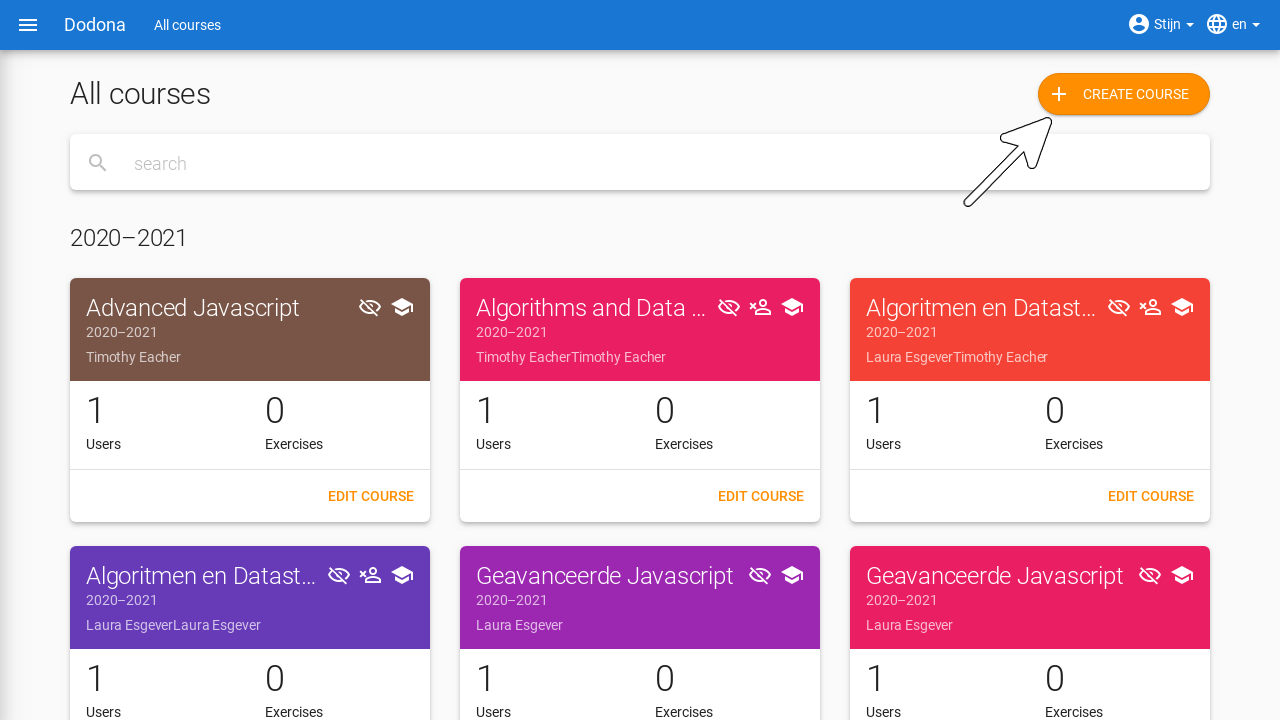 Dodona All courses Stijn en
All courses
CREATE COURSE
search
2020–2021
Advanced Javascript
2020–2021
Timothy Eacher
1 0
Users Exercises
EDIT COURSE
Algorithms and Data ...
2020–2021
Timothy EacherTimothy Eacher
1 0
Users Exercises
EDIT COURSE
Algoritmen en Datast...
2020–2021
Laura EsgeverTimothy Eacher
1 0
Users Exercises
EDIT COURSE
Algoritmen en Datast...
2020–2021
Laura EsgeverLaura Esgever
1 0
Users Exercises
Geavanceerde Javascript
2020–2021
Laura Esgever
1 0
Users Exercises
Geavanceerde Javascript
2020–2021
Laura Esgever
1 0
Users Exercises